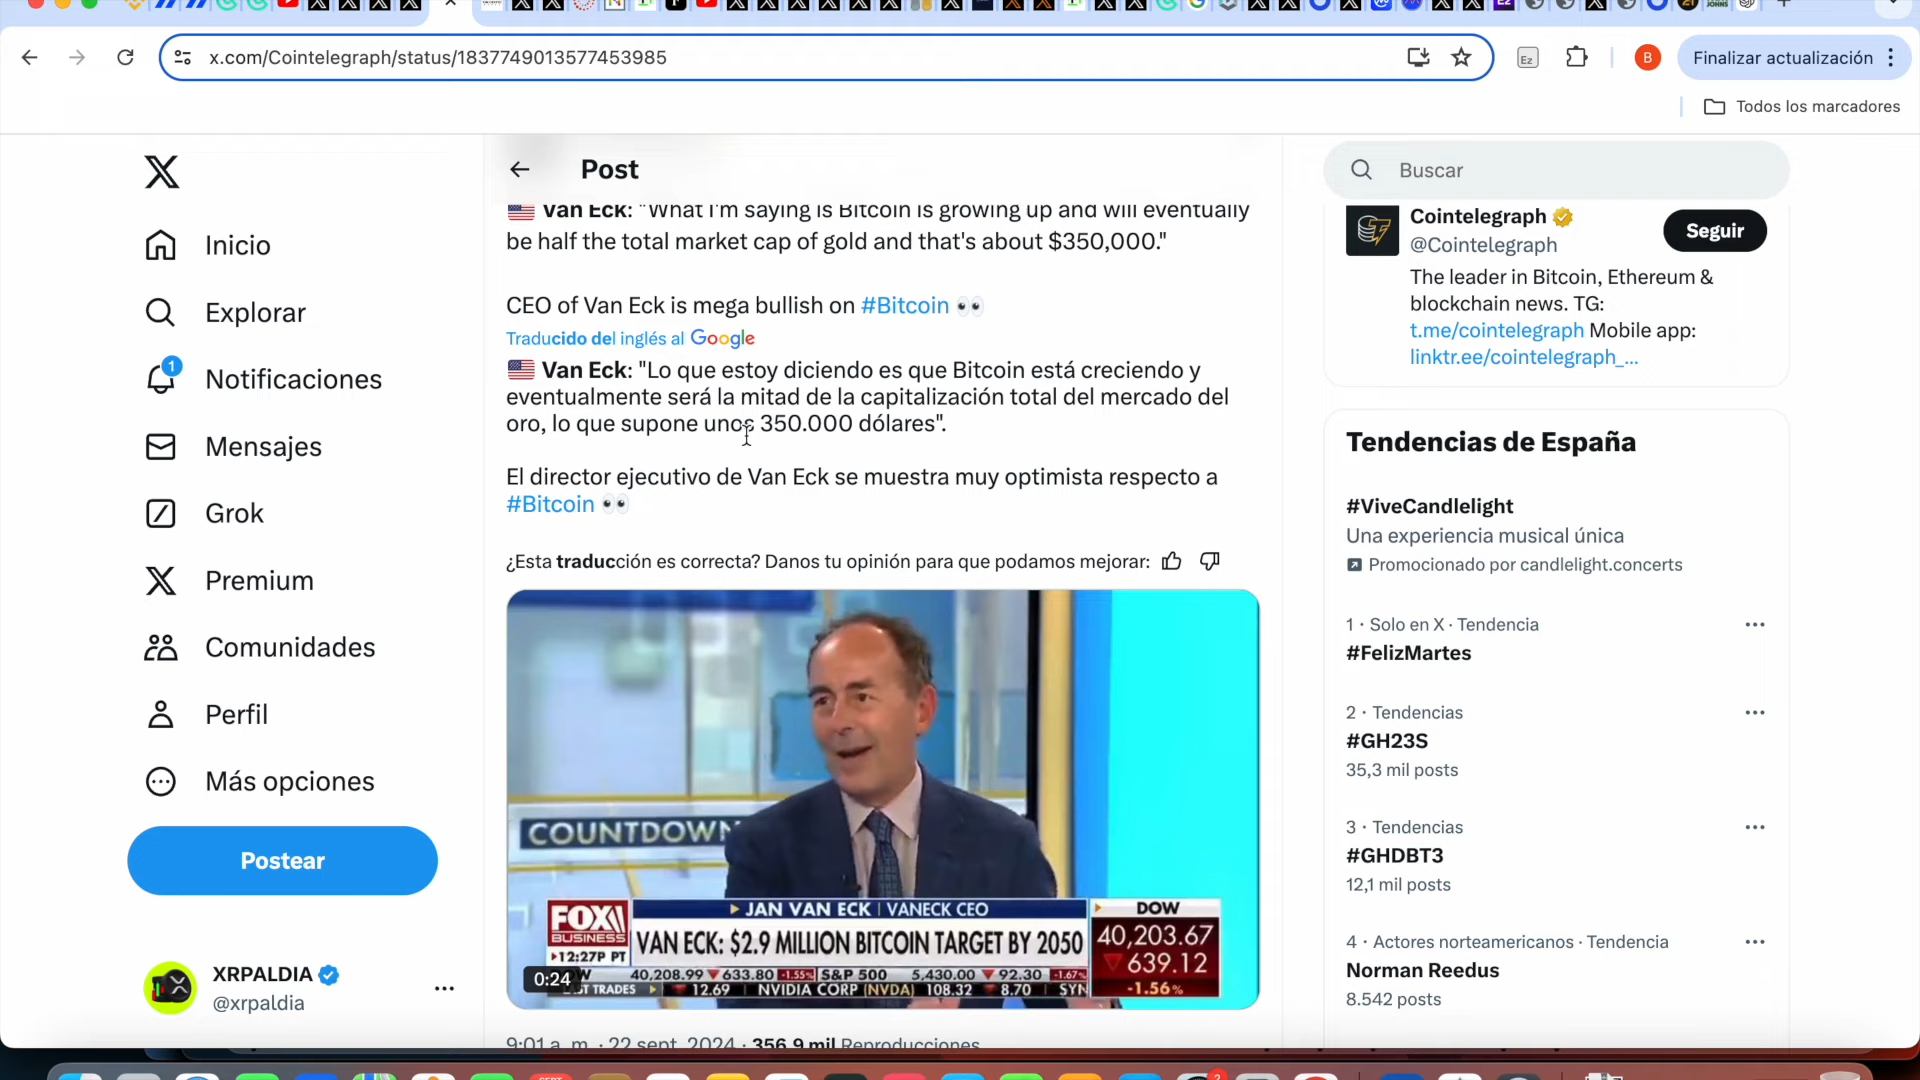 x.com/Cointelegraph/status/1837749013577453985
Finalizar actualización
Todos los marcadores
Inicio
Explorar
1
Notificaciones
Mensajes
Grok
Premium
Comunidades
Perfil
Más opciones
Postear
XRPALDIA
@xrpaldia
Post
Van Eck: "What I'm saying is Bitcoin is growing up and will eventually
be half the total market cap of gold and that's about $350,000."
CEO of Van Eck is mega bullish on #Bitcoin 👀
Traducido del inglés al Google
🇺🇸 Van Eck: "Lo que estoy diciendo es que Bitcoin está creciendo y
eventualmente será la mitad de la capitalización total del mercado del
oro, lo que supone unos 350.000 dólares".
El director ejecutivo de Van Eck se muestra muy optimista respecto a
#Bitcoin 👀
¿Esta traducción es correcta? Danos tu opinión para que podamos mejorar:
COUNTDOWN
FOX
BUSINESS
12:27P PT
JAN VAN ECK | VANECK CEO
VAN ECK: $2.9 MILLION BITCOIN TARGET BY 2050
DOW
40,203.67
639.12
-1.56%
0:24
40,208.99 ▼ 633.80 -1.55% S&P 500 5,430.00 ▼ 92.30 -1.67%
TRADES 12.69 NVIDIA CORP (NVDA) 108.32 ▼ 8.70 SYN
9:01 a. m. · 22 sept. 2024 · 356,9 mil Reproducciones
Buscar
Cointelegraph
@Cointelegraph
Seguir
The leader in Bitcoin, Ethereum &
blockchain news. TG:
t.me/cointelegraph Mobile app:
linktr.ee/cointelegraph_...
Tendencias de España
#ViveCandlelight
Una experiencia musical única
Promocionado por candlelight.concerts
1 · Solo en X · Tendencia
#FelizMartes
2 · Tendencias
#GH23S
35,3 mil posts
3 · Tendencias
#GHDBT3
12,1 mil posts
4 · Actores norteamericanos · Tendencia
Norman Reedus
8.542 posts